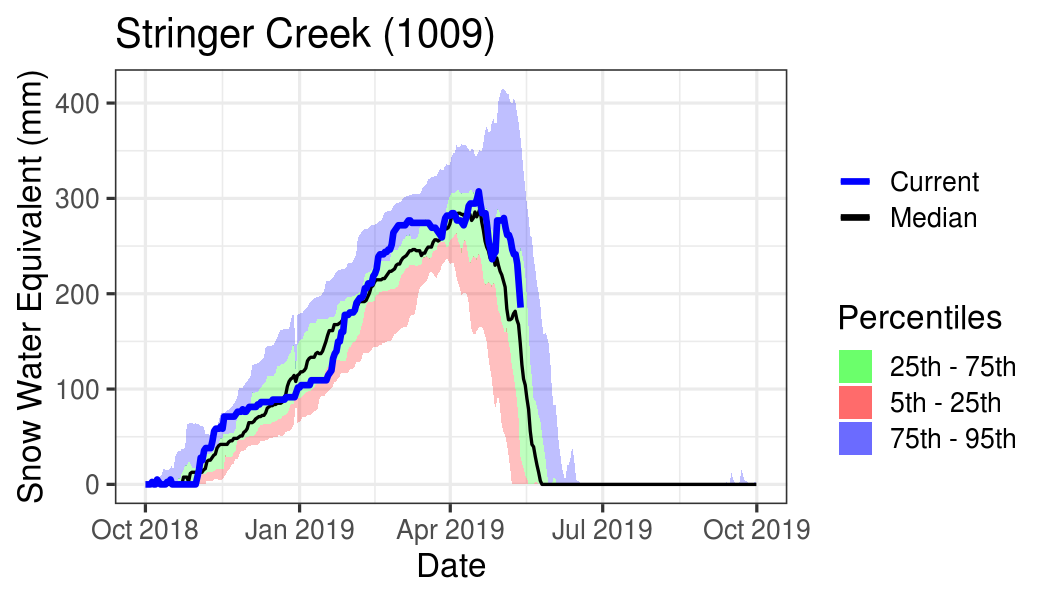 Stringer Creek (1009)
Snow Water Equivalent (mm)
400
300
200
100
0
Oct 2018
Jan 2019
Apr 2019
Jul 2019
Oct 2019
Date
Current
Median
Percentiles
25th - 75th
5th - 25th
75th - 95th